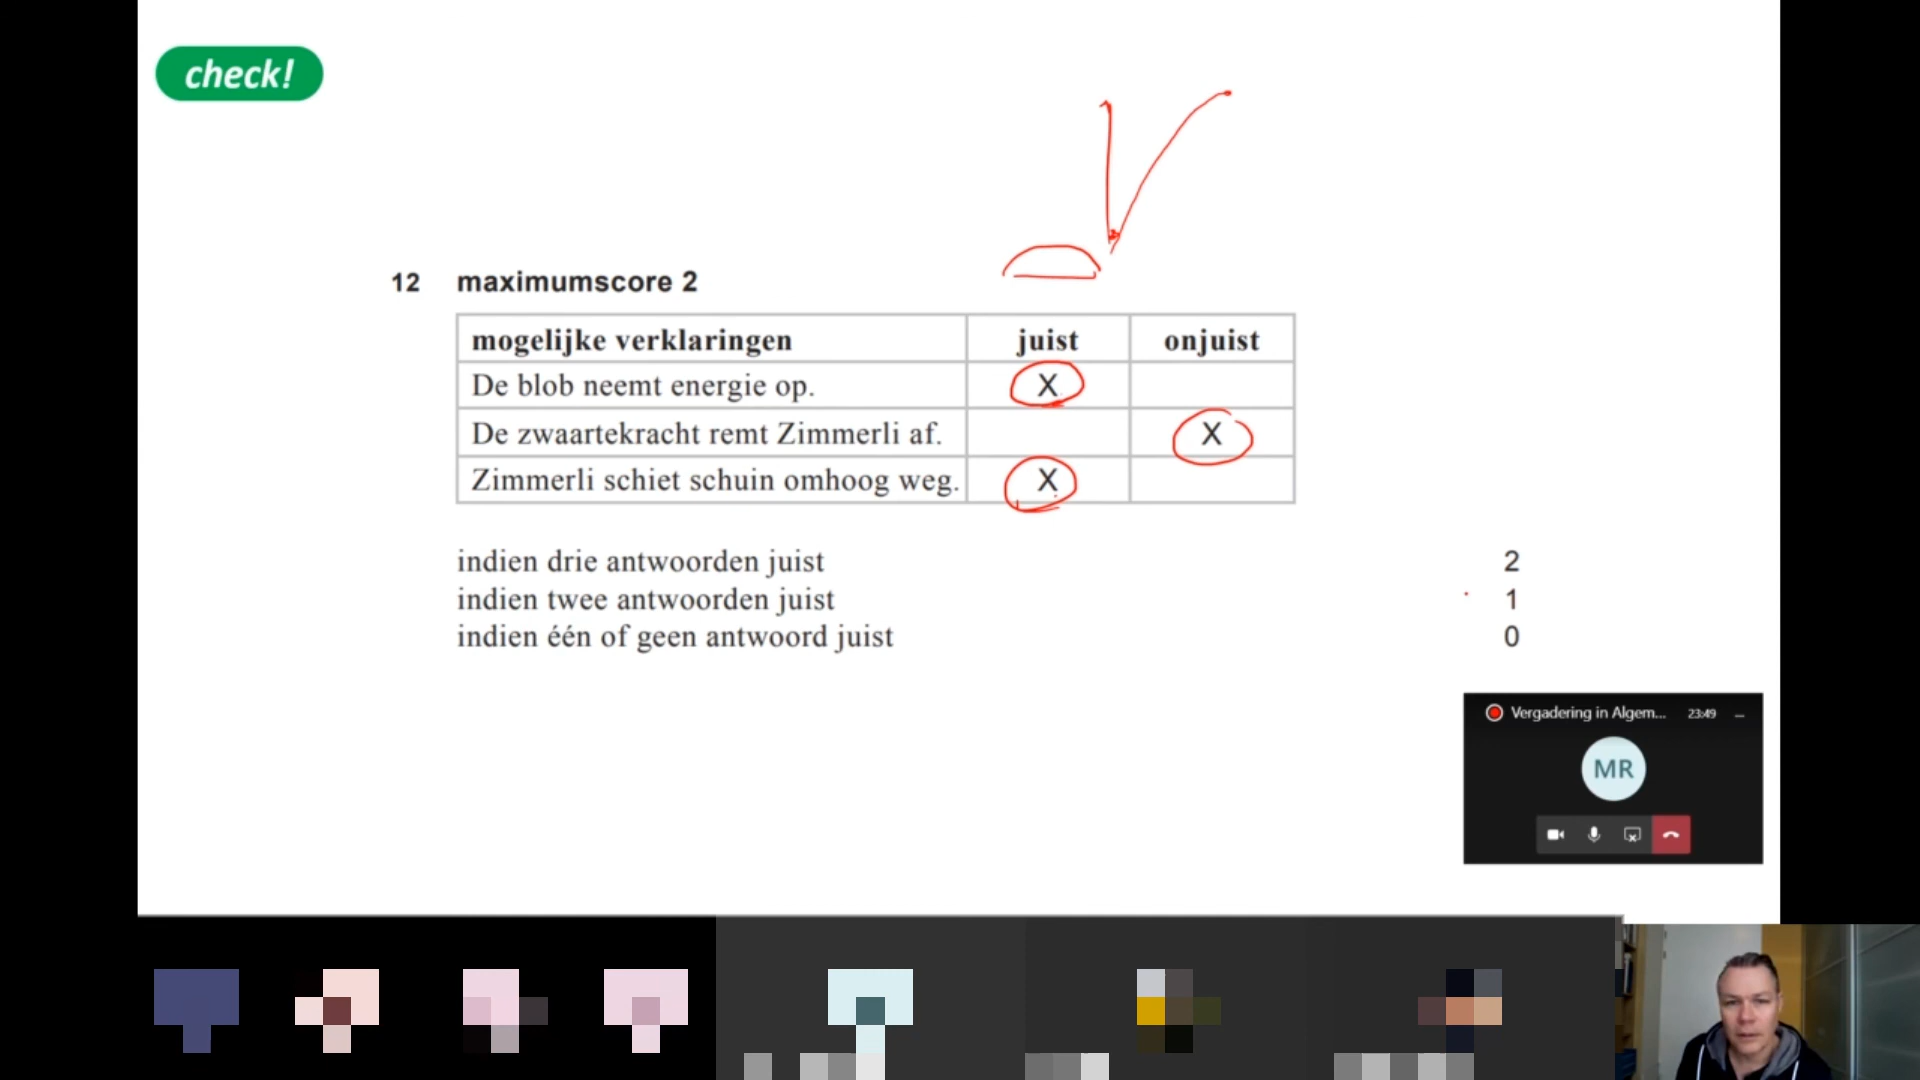 check!
12 maximumscore 2
mogelijke verklaringen juist onjuist
De blob neemt energie op. X
De zwaartekracht remt Zimmerli af. X
Zimmerli schiet schuin omhoog weg. X
indien drie antwoorden juist 2
indien twee antwoorden juist 1
indien één of geen antwoord juist 0
Vergadering in Algem... 23:49
MR